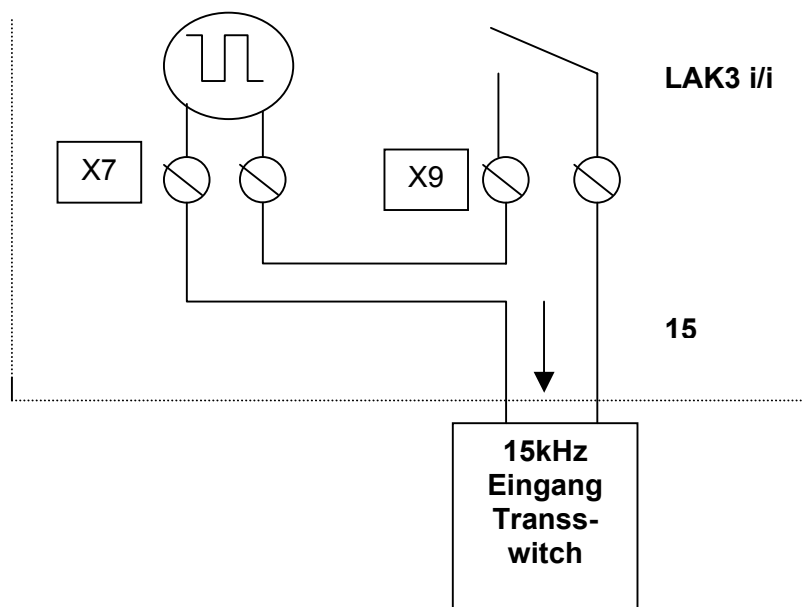 LAK3 i/i
X7
X9
15
15kHz
Eingang
Transs-
witch